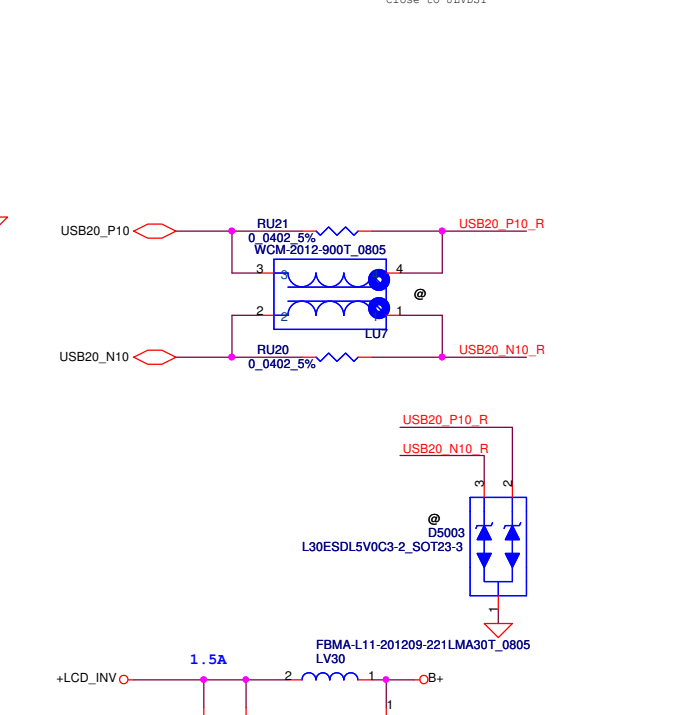 USB20_P10
RU21
0_0402_5%
USB20_P10_R
WCM-2012-900T_0805
3
3
4
@
2
2
1
LU7
USB20_N10
RU20
0_0402_5%
USB20_N10_R
USB20_P10_R
USB20_N10_R
3
2
@
D5003
L30ESDL5V0C3-2_SOT23-3
1
FBMA-L11-201209-221LMA30T_0805
1.5A
LV30
+LCD_INV
2
1
B+
1